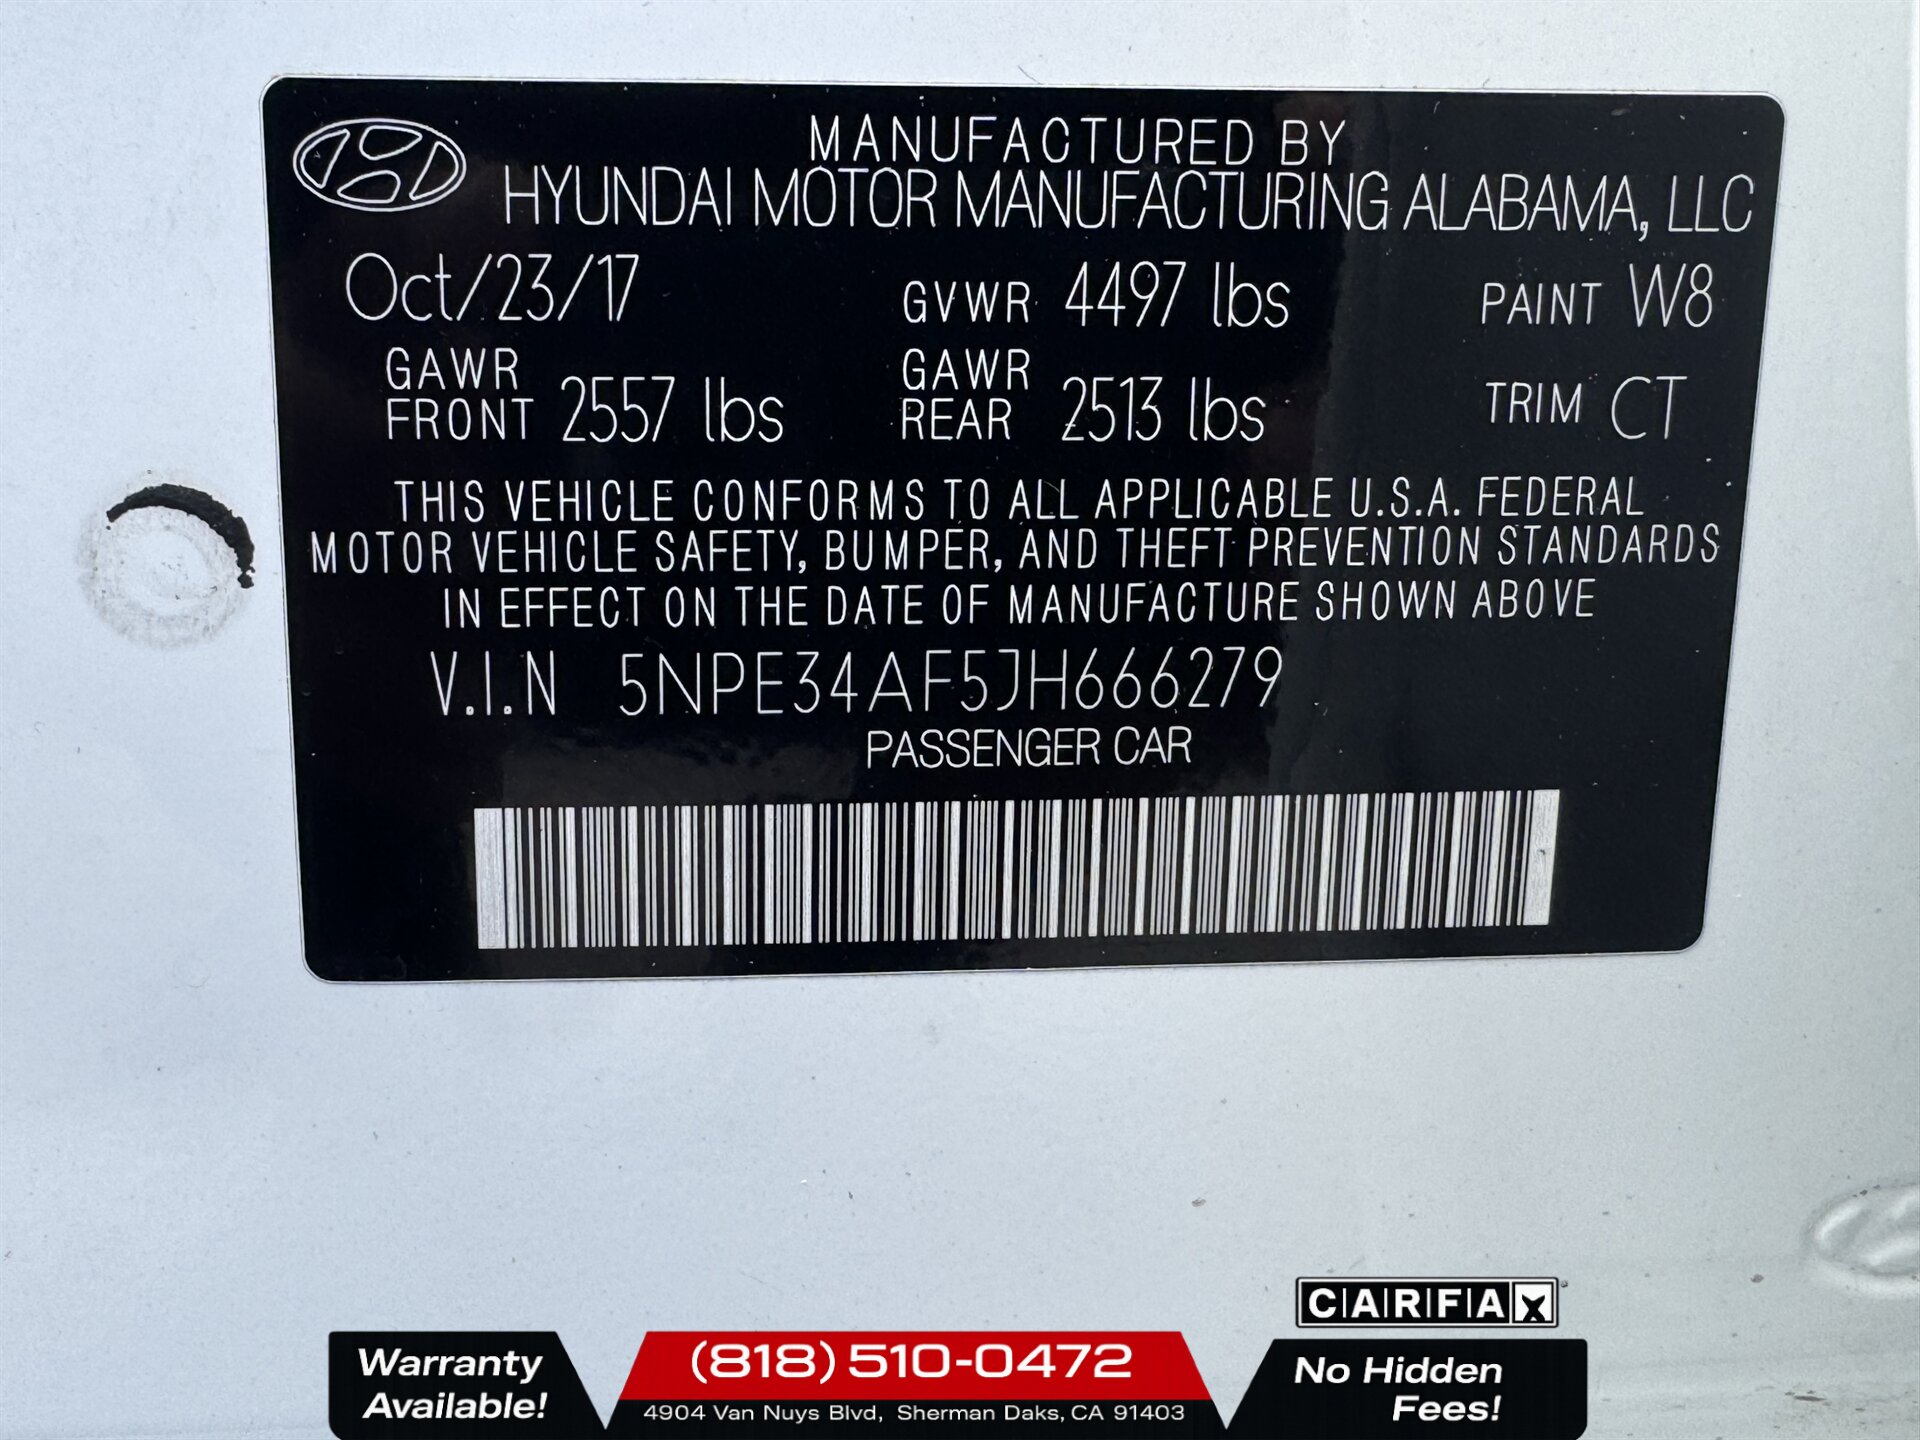 MANUFACTURED BY
HYUNDAI MOTOR MANUFACTURING ALABAMA, LLC
Oct/23/17 GVWR 4497 lbs PAINT W8
GAWR FRONT 2557 lbs GAWR REAR 2513 lbs TRIM CT
THIS VEHICLE CONFORMS TO ALL APPLICABLE U.S.A. FEDERAL
MOTOR VEHICLE SAFETY, BUMPER, AND THEFT PREVENTION STANDARDS
IN EFFECT ON THE DATE OF MANUFACTURE SHOWN ABOVE
V.I.N 5NPE34AF5JH666279
PASSENGER CAR
CARFAX
Warranty Available!
(818) 510-0472
4904 Van Nuys Blvd, Sherman Oaks, CA 91403
No Hidden Fees!